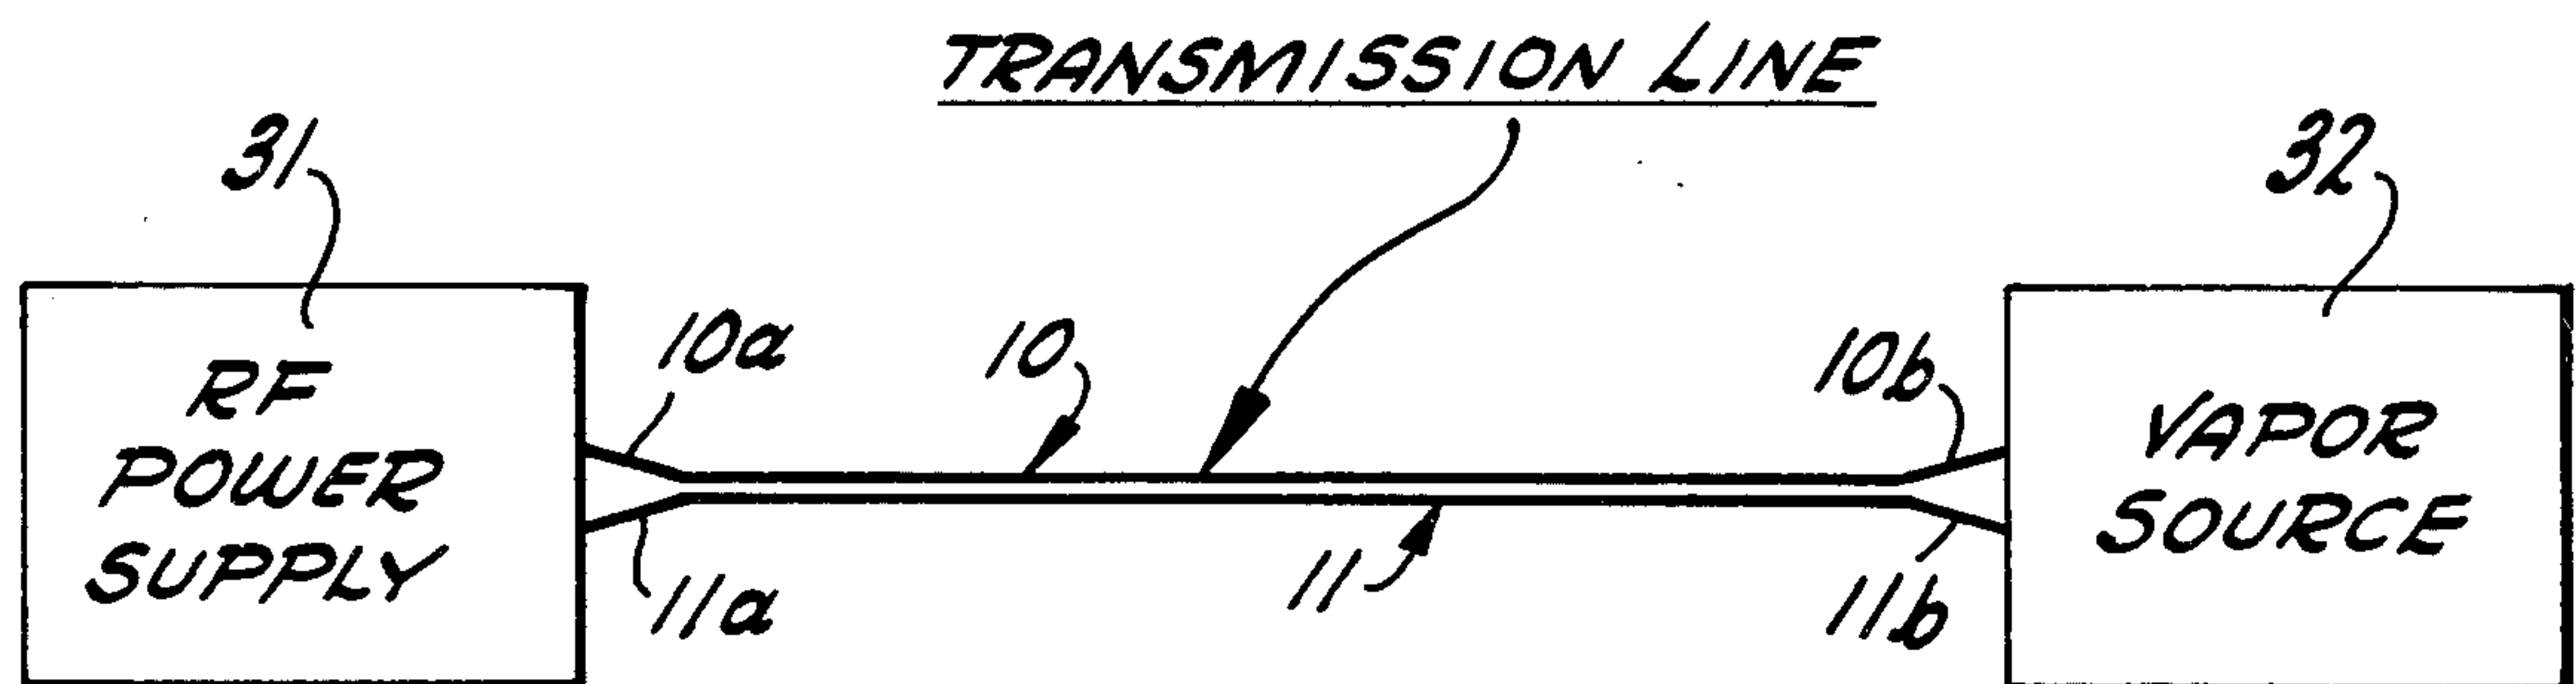 TRANSMISSION LINE
31
32
10a
10
10b
RF
POWER
SUPPLY
VAPOR
SOURCE
11a
11
11b